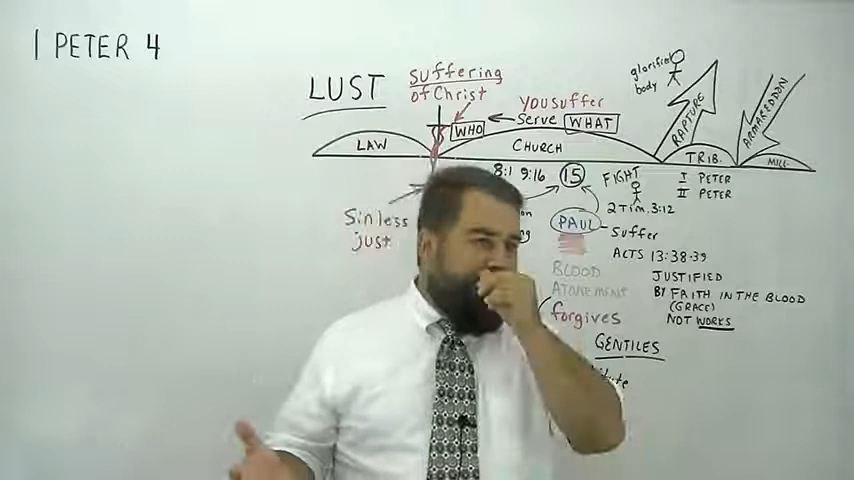 1 PETER 4
LUST
Suffering
of Christ
you suffer
Serve WHAT
WHO
glorified
body
RAPTURE
ARMAGEDDON
LAW
CHURCH
TRIB.
MILL.
8:1 9:16 15
FIGHT
I PETER
II PETER
2 Tim. 3:12
Sinless
just
PAUL
Suffer
ACTS 13:38-39
BLOOD
ATONEMENT
forgives
JUSTIFIED
BY FAITH IN THE BLOOD
(GRACE)
NOT WORKS
GENTILES